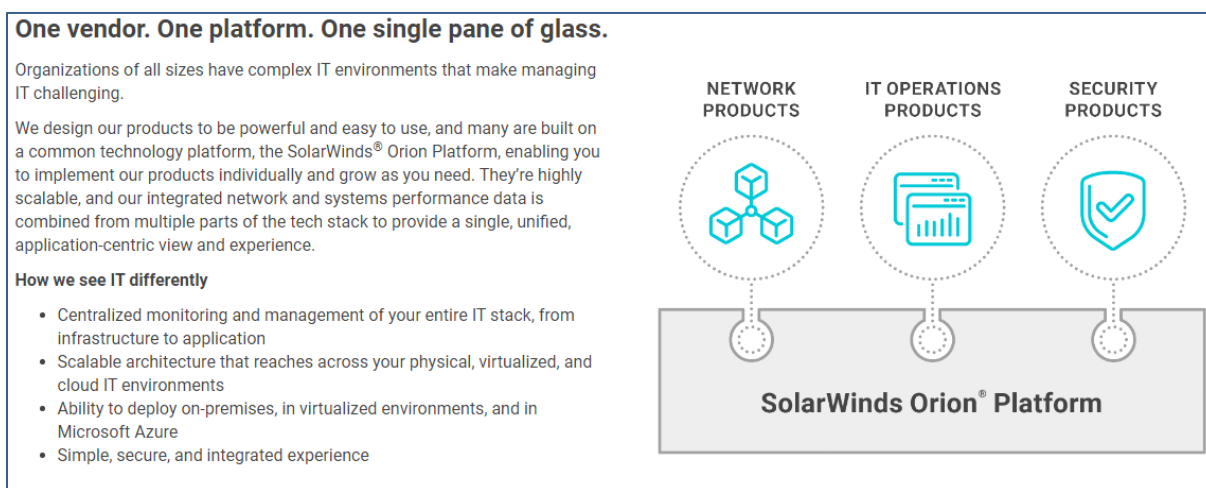 One vendor. One platform. One single pane of glass.
Organizations of all sizes have complex IT environments that make managing
IT challenging.
We design our products to be powerful and easy to use, and many are built on
a common technology platform, the SolarWinds® Orion Platform, enabling you
to implement our products individually and grow as you need. They’re highly
scalable, and our integrated network and systems performance data is
combined from multiple parts of the tech stack to provide a single, unified,
application-centric view and experience.
How we see IT differently
• Centralized monitoring and management of your entire IT stack, from
infrastructure to application
• Scalable architecture that reaches across your physical, virtualized, and
cloud IT environments
• Ability to deploy on-premises, in virtualized environments, and in
Microsoft Azure
• Simple, secure, and integrated experience
NETWORK
PRODUCTS
IT OPERATIONS
PRODUCTS
SECURITY
PRODUCTS
SolarWinds Orion® Platform